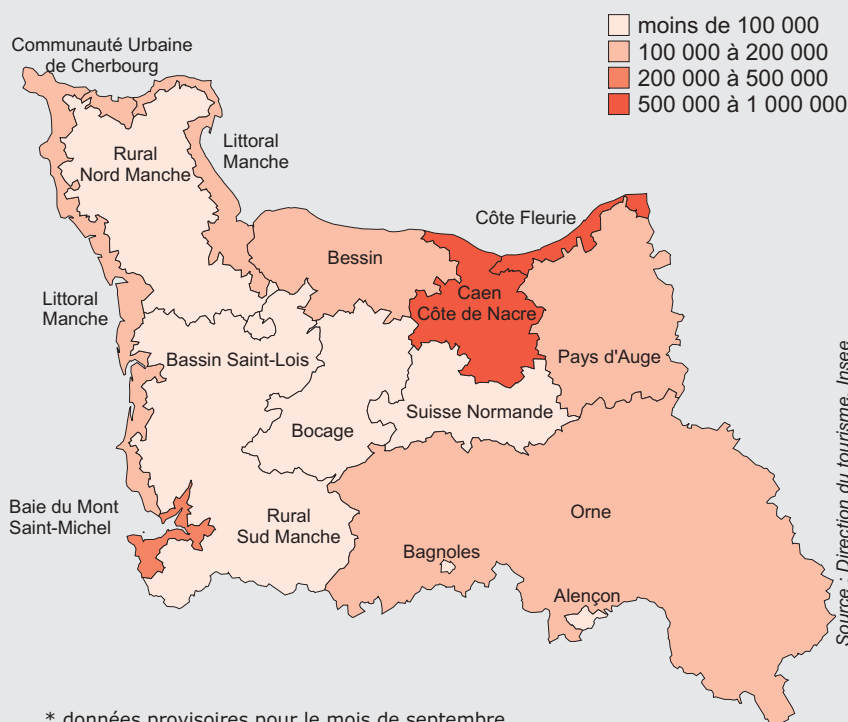 moins de 100 000
100 000 à 200 000
200 000 à 500 000
500 000 à 1 000 000
Communauté Urbaine
de Cherbourg
Littoral
Manche
Rural
Nord Manche
Côte Fleurie
Bessin
Caen
Côte de Nacre
Littoral
Manche
Bassin Saint-Lois
Pays d'Auge
Suisse Normande
Bocage
Baie du Mont
Saint-Michel
Rural
Sud Manche
Orne
Bagnoles
Alençon
Source : Direction du tourisme, Insee
* données provisoires pour le mois de septembre